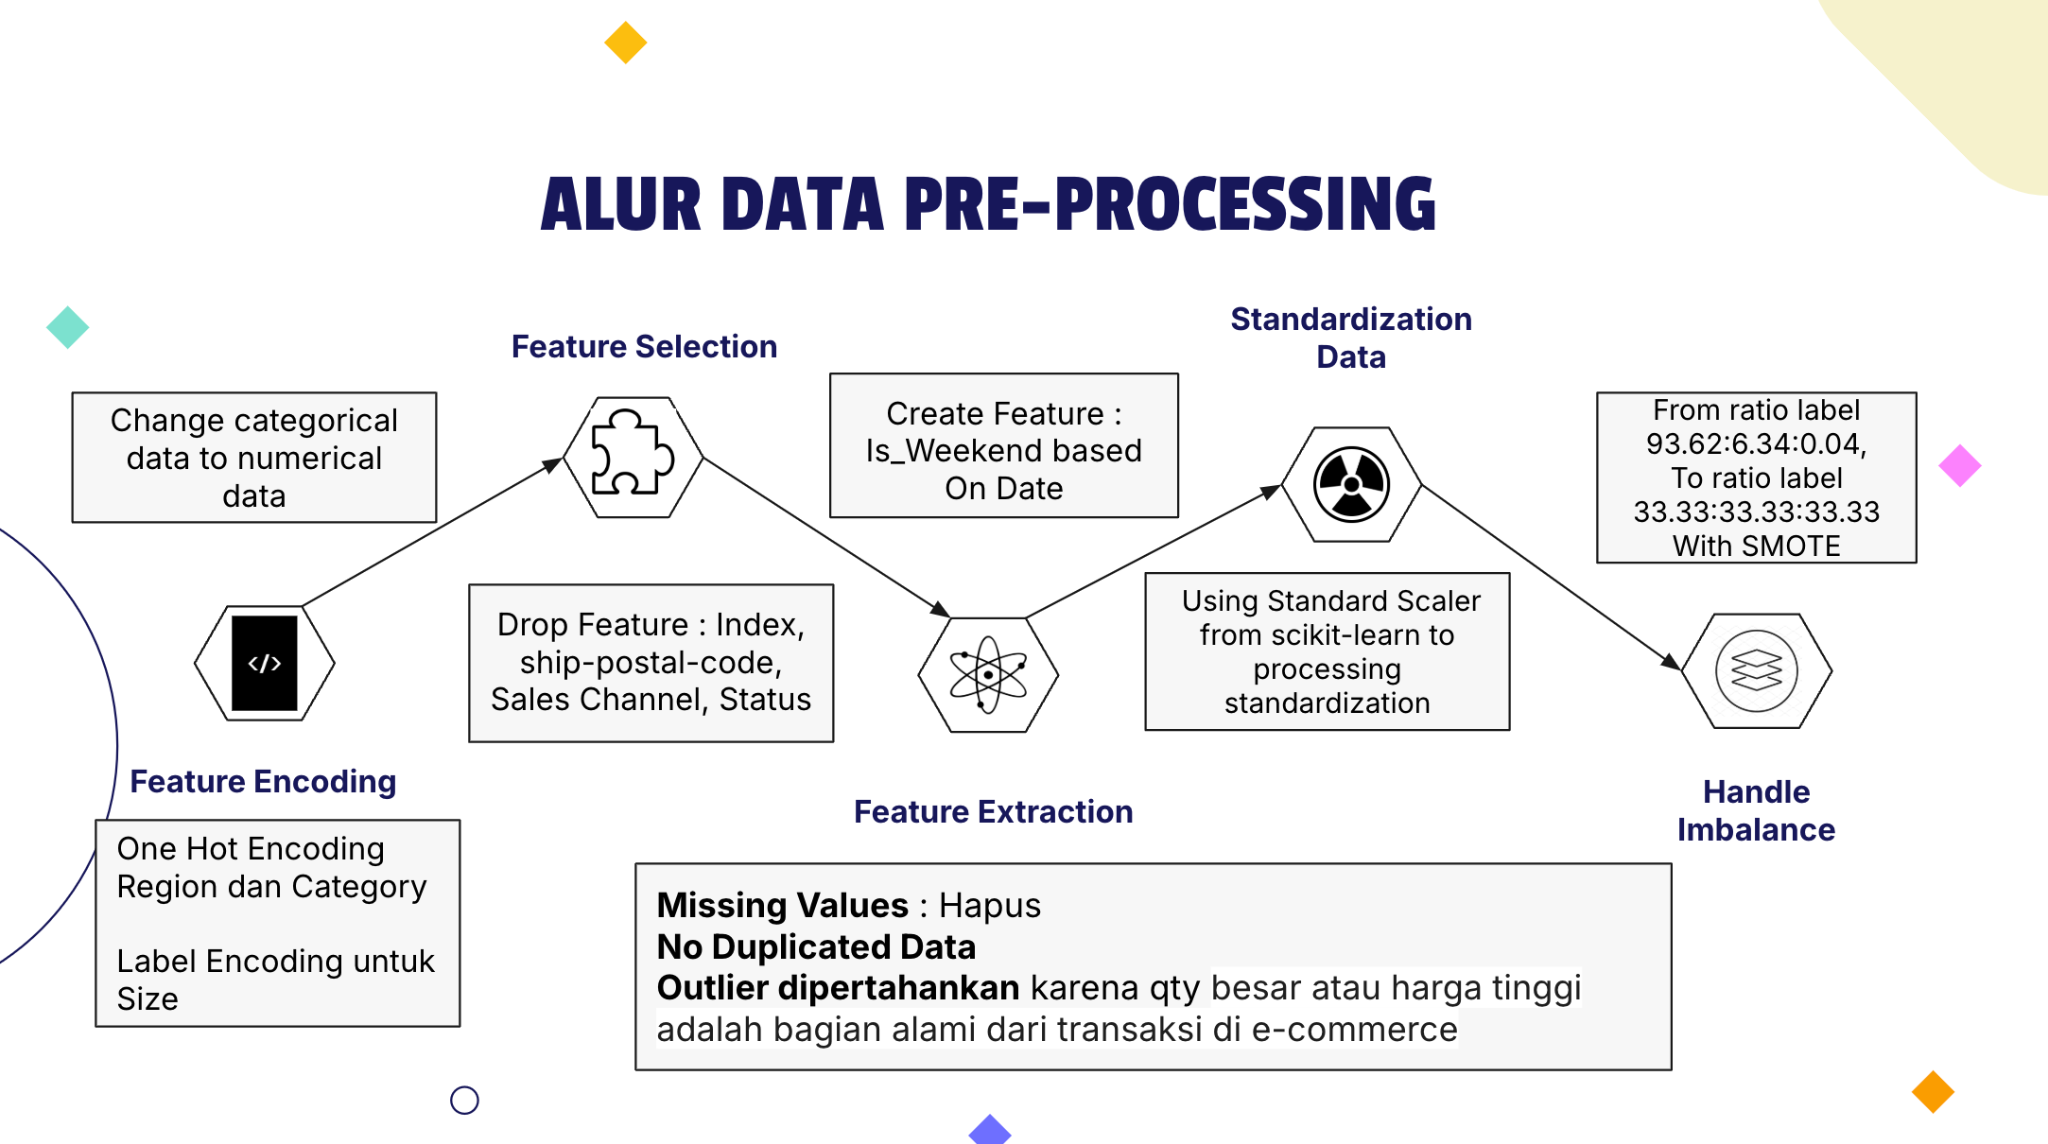 ALUR DATA PRE-PROCESSING
Change categorical
data to numerical
data
</>
Feature Encoding
One Hot Encoding
Region dan Category
Label Encoding untuk
Size
Feature Selection
Drop Feature : Index,
ship-postal-code,
Sales Channel, Status
Create Feature :
Is_Weekend based
On Date
Feature Extraction
Standardization
Data
Using Standard Scaler
from scikit-learn to
processing
standardization
From ratio label
93.62:6.34:0.04,
To ratio label
33.33:33.33:33.33
With SMOTE
Handle
Imbalance
Missing Values : Hapus
No Duplicated Data
Outlier dipertahankan karena qty besar atau harga tinggi
adalah bagian alami dari transaksi di e-commerce